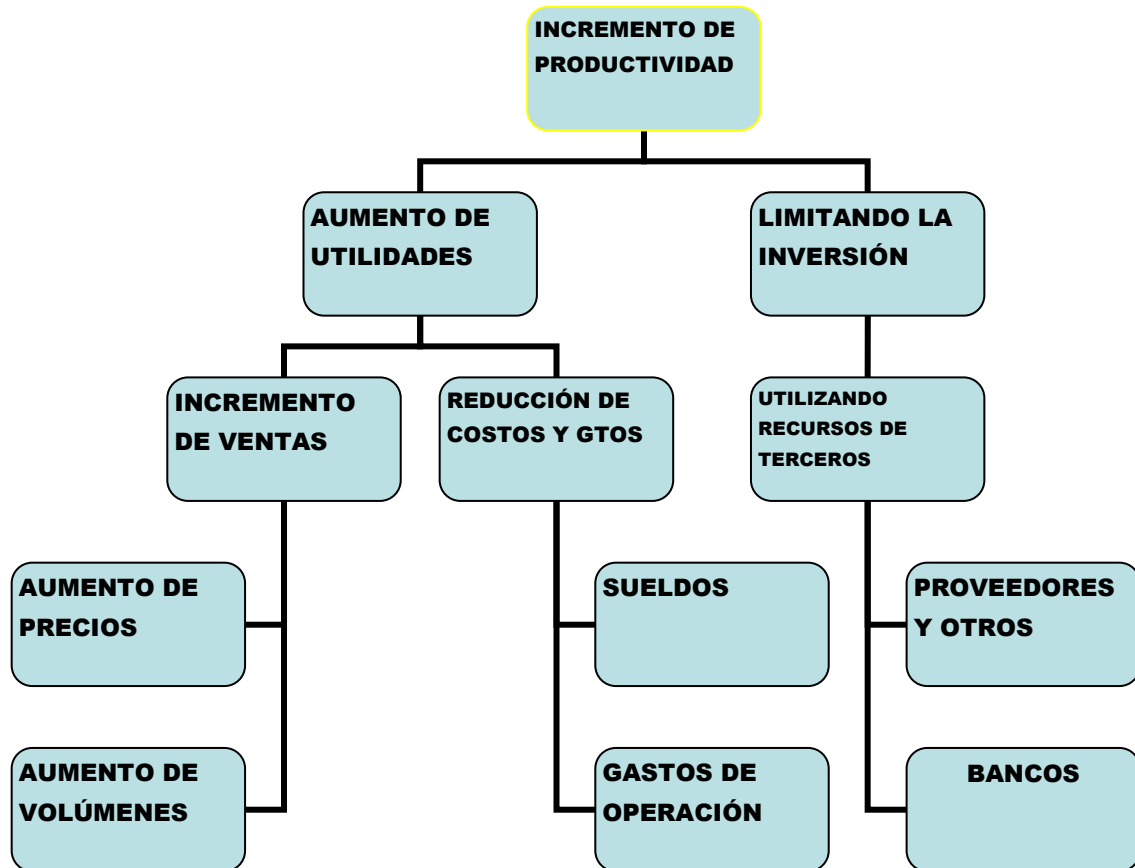 INCREMENTO DE
PRODUCTIVIDAD
AUMENTO DE
UTILIDADES
LIMITANDO LA
INVERSIÓN
INCREMENTO
DE VENTAS
REDUCCIÓN DE
COSTOS Y GTOS
UTILIZANDO
RECURSOS DE
TERCEROS
AUMENTO DE
PRECIOS
SUELDOS
PROVEEDORES
Y OTROS
AUMENTO DE
VOLÚMENES
GASTOS DE
OPERACIÓN
BANCOS